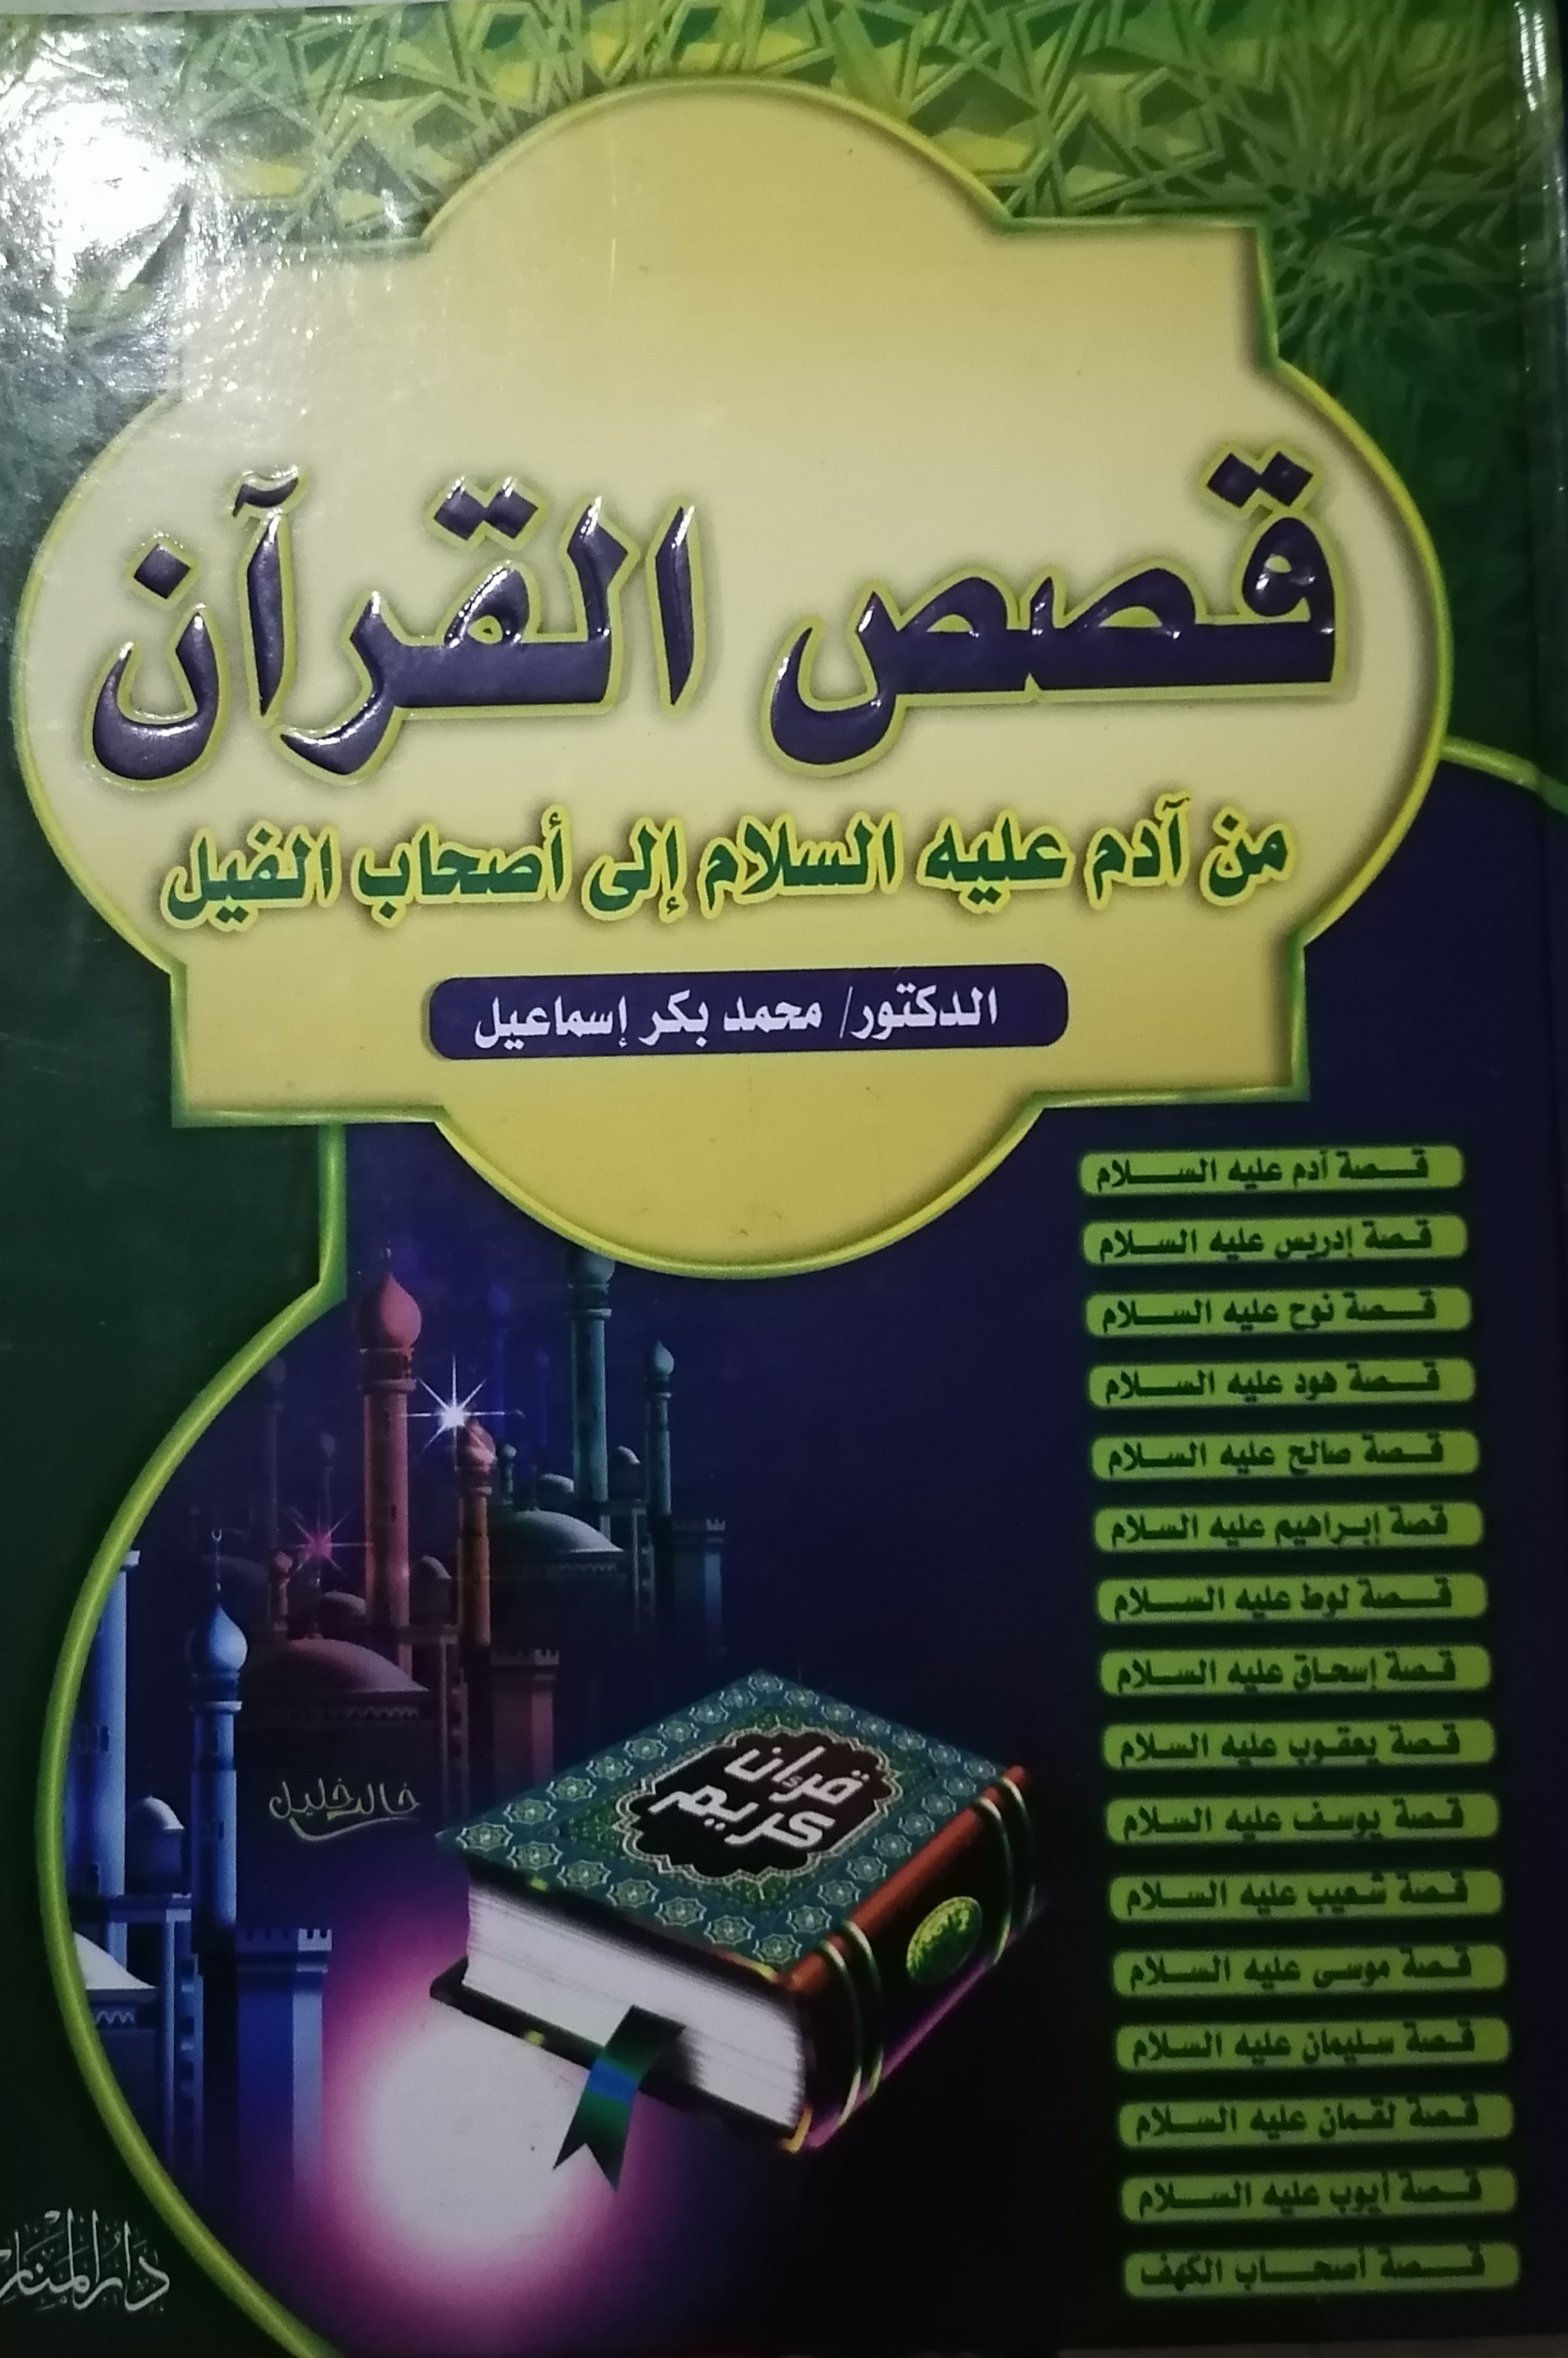 قصص القرآن
من آدم عليه السلام إلى أصحاب الفيل
الدكتور/ محمد بكر إسماعيل
قصة آدم عليه السلام
قصة إدريس عليه السلام
قصة نوح عليه السلام
قصة هود عليه السلام
قصة صالح عليه السلام
قصة إبراهيم عليه السلام
قصة لوط عليه السلام
قصة إسحاق عليه السلام
قصة يعقوب عليه السلام
قصة يوسف عليه السلام
قصة شعيب عليه السلام
قصة موسى عليه السلام
قصة سليمان عليه السلام
قصة لقمان عليه السلام
قصة أيوب عليه السلام
قصة أصحاب الكهف
قرءان
كريم
خالد خليل
دار المنار